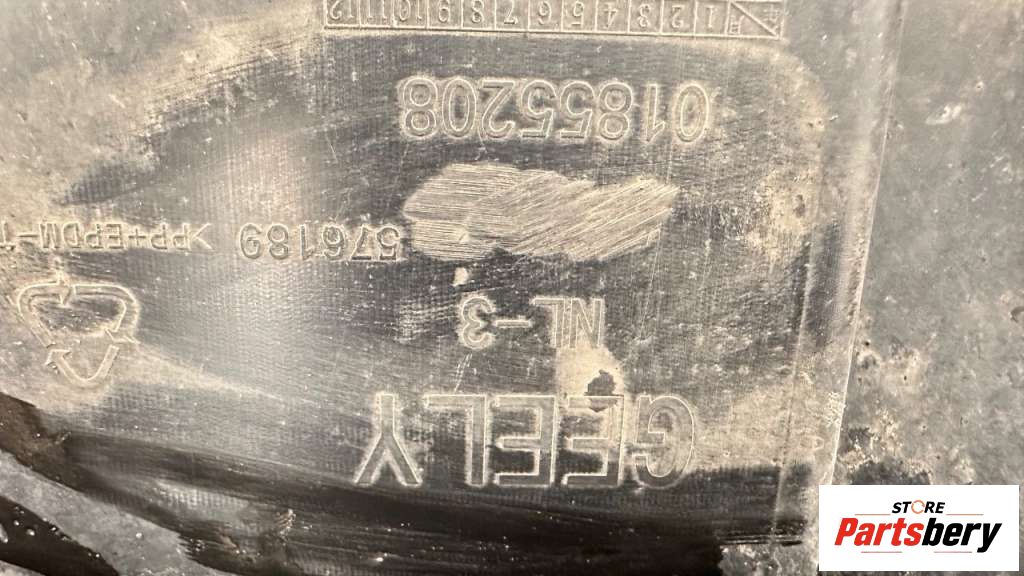 GEELY
NL-3
576189 >PP+EPDM-T
01855208
1 2 3 4 5 6 7 8 9 10 11 12
STORE
Partsbery